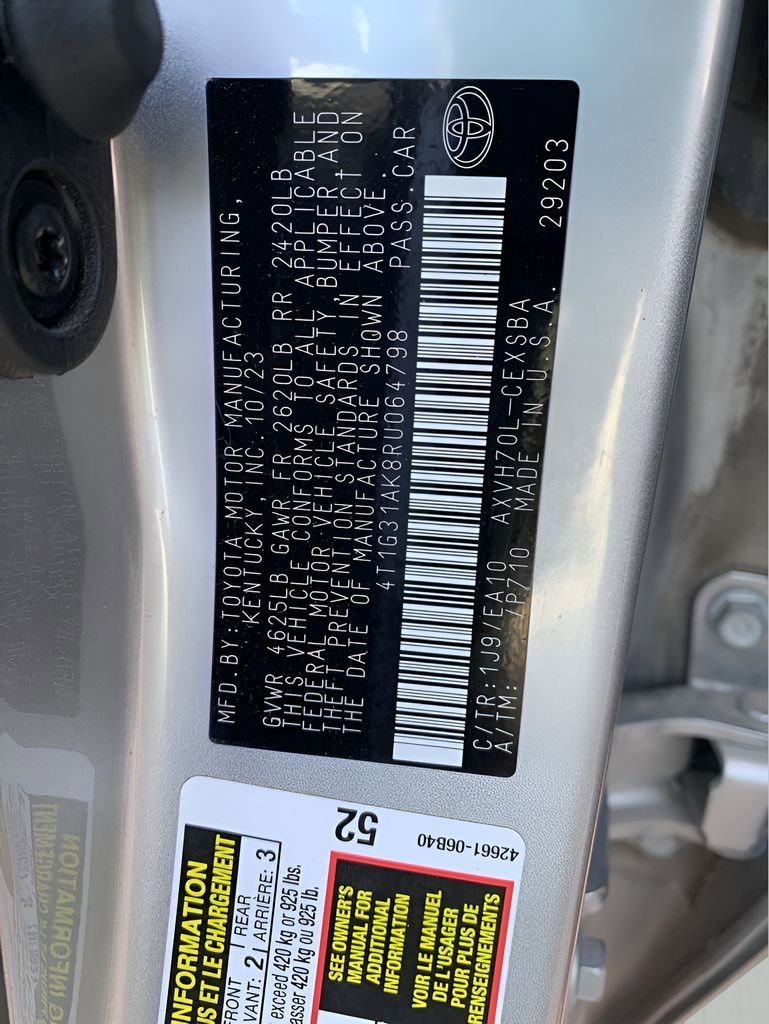 MFD.BY:TOYOTA MOTOR MANUFACTURING,
KENTUCKY, INC. 10/23
GVWR 4625LB GAWR FR 2620LB RR 2420LB
THIS VEHICLE CONFORMS TO ALL APPLICABLE
FEDERAL MOTOR VEHICLE SAFETY, BUMPER AND
THEFT PREVENTION STANDARDS IN EFFECT ON
THE DATE OF MANUFACTURE SHOWN ABOVE.
4T1G31AK8RU064798 PASS.CAR
C/TR:1J9/EA10 AXVH70L-CEXSBA
A/TM: /P710 MADE IN U.S.A. 29203
INFORMATION
US ET LE CHARGEMENT
FRONT REAR
VANT: 2 ARRIÈRE: 3
exceed 420 kg or 925 lbs.
asser 420 kg ou 925 lb.
52
42661-06B40
SEE OWNER'S
MANUAL FOR
ADDITIONAL
INFORMATION
VOIR LE MANUEL
DE L'USAGER
POUR PLUS DE
RENSEIGNEMENTS